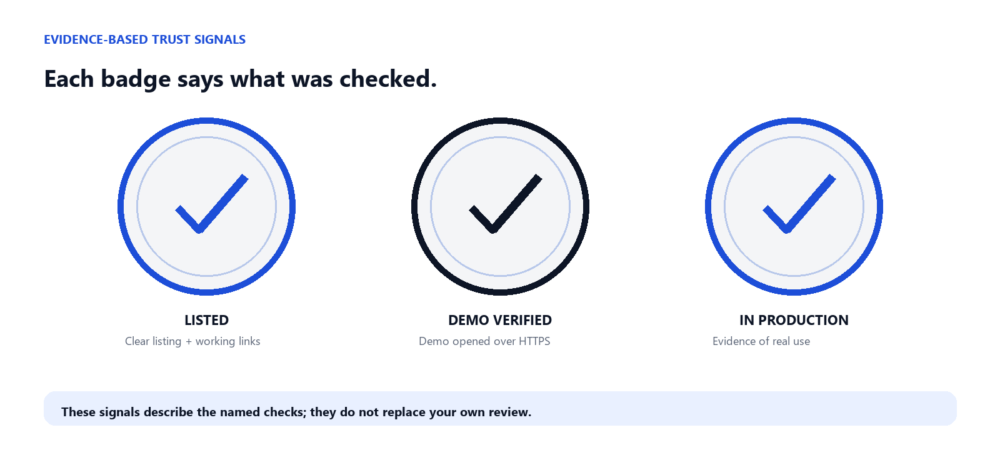 EVIDENCE-BASED TRUST SIGNALS
Each badge says what was checked.
LISTED
Clear listing + working links
DEMO VERIFIED
Demo opened over HTTPS
IN PRODUCTION
Evidence of real use
These signals describe the named checks; they do not replace your own review.